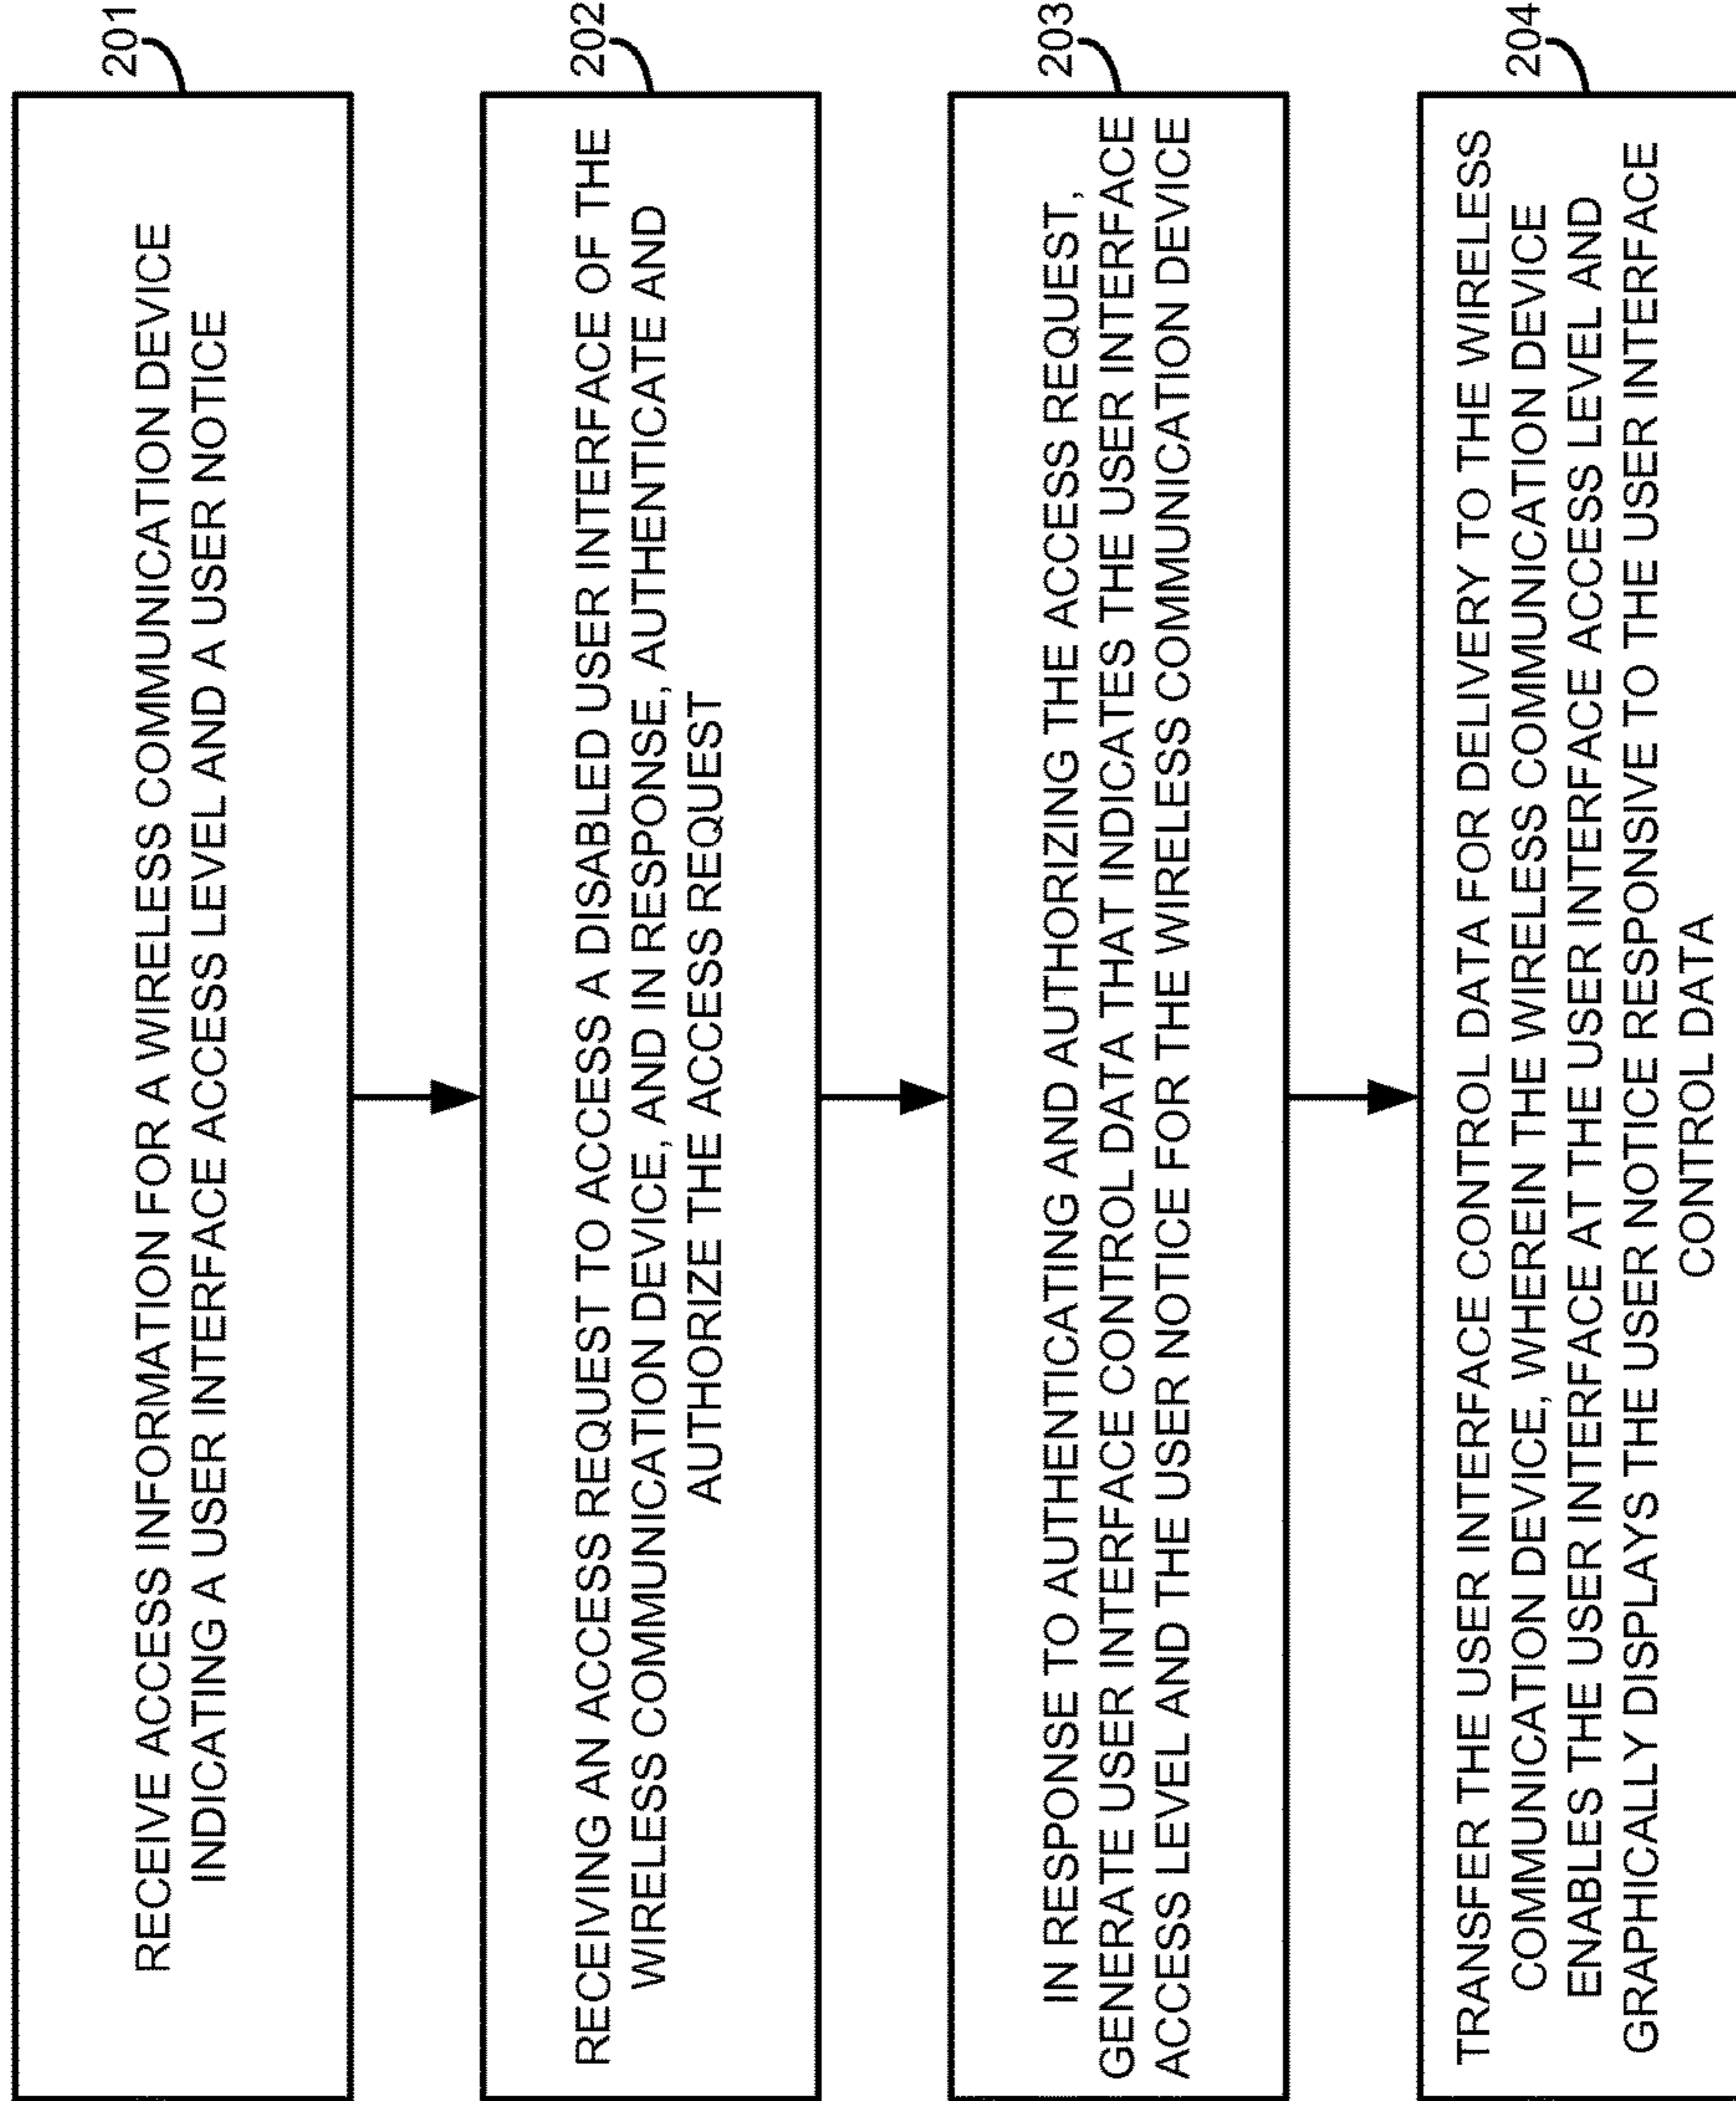 201
RECEIVE ACCESS INFORMATION FOR A WIRELESS COMMUNICATION DEVICE
INDICATING A USER INTERFACE ACCESS LEVEL AND A USER NOTICE
202
RECEIVING AN ACCESS REQUEST TO ACCESS A DISABLED USER INTERFACE OF THE
WIRELESS COMMUNICATION DEVICE, AND IN RESPONSE, AUTHENTICATE AND
AUTHORIZE THE ACCESS REQUEST
203
IN RESPONSE TO AUTHENTICATING AND AUTHORIZING THE ACCESS REQUEST,
GENERATE USER INTERFACE CONTROL DATA THAT INDICATES THE USER INTERFACE
ACCESS LEVEL AND THE USER NOTICE FOR THE WIRELESS COMMUNICATION DEVICE
204
TRANSFER THE USER INTERFACE CONTROL DATA FOR DELIVERY TO THE WIRELESS
COMMUNICATION DEVICE, WHEREIN THE WIRELESS COMMUNICATION DEVICE
ENABLES THE USER INTERFACE AT THE USER INTERFACE ACCESS LEVEL AND
GRAPHICALLY DISPLAYS THE USER NOTICE RESPONSIVE TO THE USER INTERFACE
CONTROL DATA